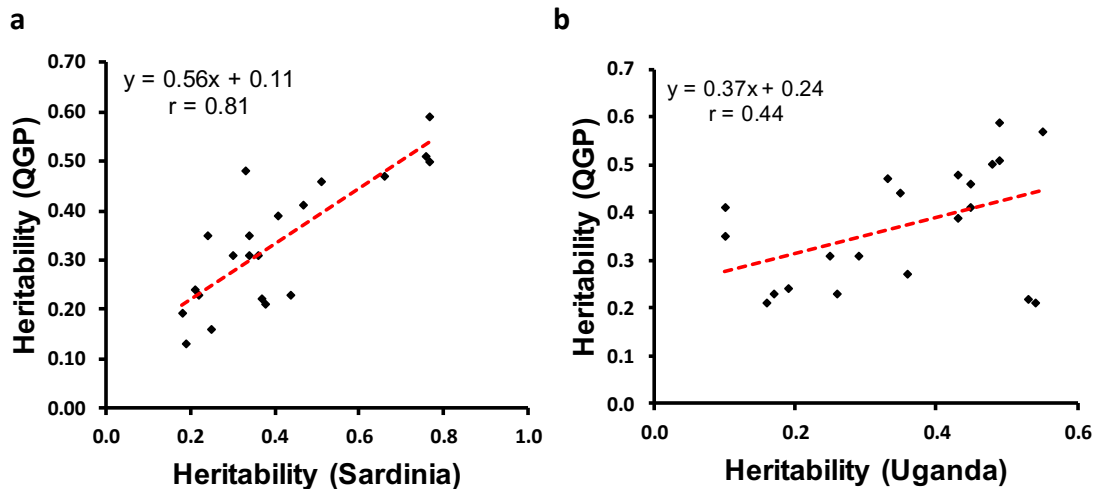 a
y = 0.56x + 0.11
r = 0.81
Heritability (QGP)
0.70
0.60
0.50
0.40
0.30
0.20
0.10
0.00
0.0 0.2 0.4 0.6 0.8 1.0
Heritability (Sardinia)
b
y = 0.37x + 0.24
r = 0.44
Heritability (QGP)
0.7
0.6
0.5
0.4
0.3
0.2
0.1
0.0
0.0 0.2 0.4 0.6
Heritability (Uganda)